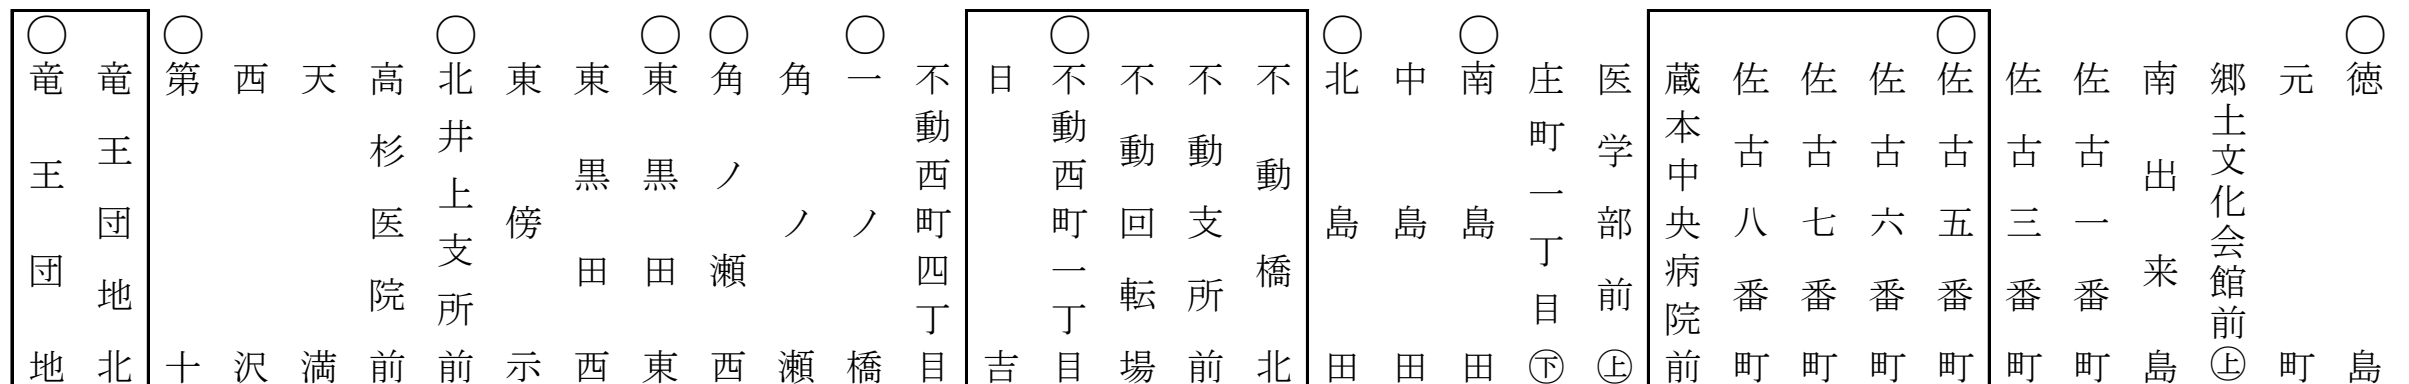 ○徳島
元町
郷土文化会館前㊤
南出来島
佐古一番町
佐古三番町
○佐古五番町
佐古六番町
佐古七番町
佐古八番町
蔵本中央病院前
医学部前㊤
庄町一丁目㊦
○南島田
中島田
○北島田
不動橋北
不動支所前
不動回転場
○不動西町一丁目
日吉
不動西町四丁目
○一ノ橋
角ノ瀬
○角ノ瀬西
○東黒田東
東黒田西
東傍示
○北井上支所前
高杉医院前
天満
西沢
○第十
竜王団地北
○竜王団地